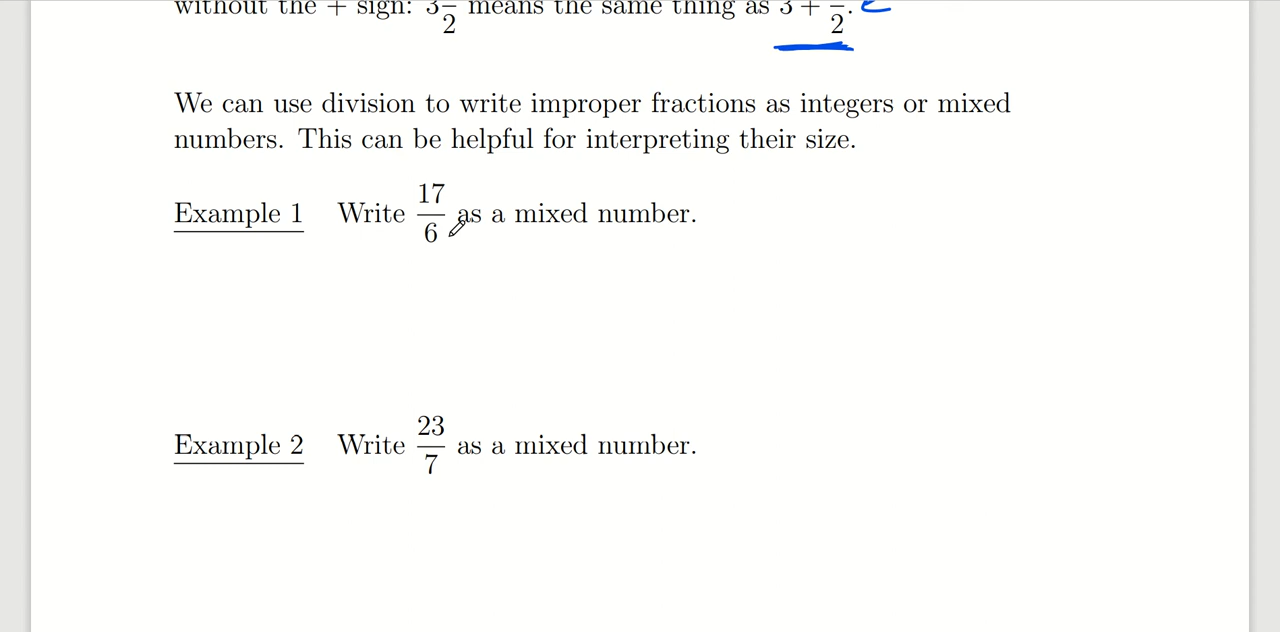 without the + sign: 3 —/2 means the same thing as 3 + —/2.
We can use division to write improper fractions as integers or mixed
numbers. This can be helpful for interpreting their size.
Example 1 Write 17/6 as a mixed number.
Example 2 Write 23/7 as a mixed number.